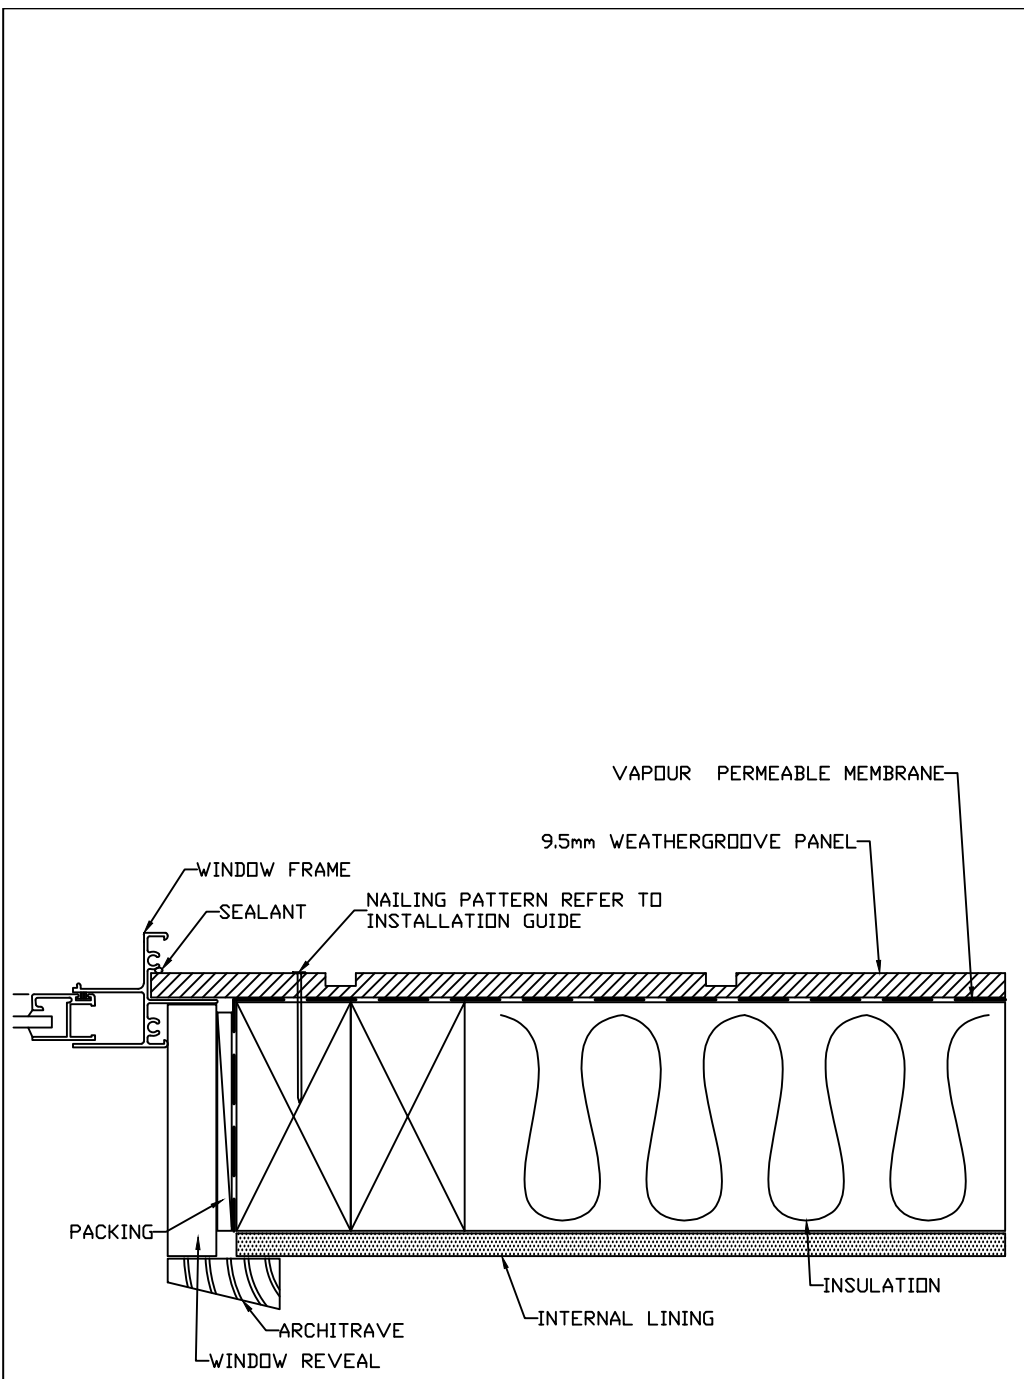 VAPOUR PERMEABLE MEMBRANE
9.5mm WEATHERGROOVE PANEL
WINDOW FRAME
NAILING PATTERN REFER TO
INSTALLATION GUIDE
SEALANT
PACKING
INSULATION
INTERNAL LINING
ARCHITRAVE
WINDOW REVEAL